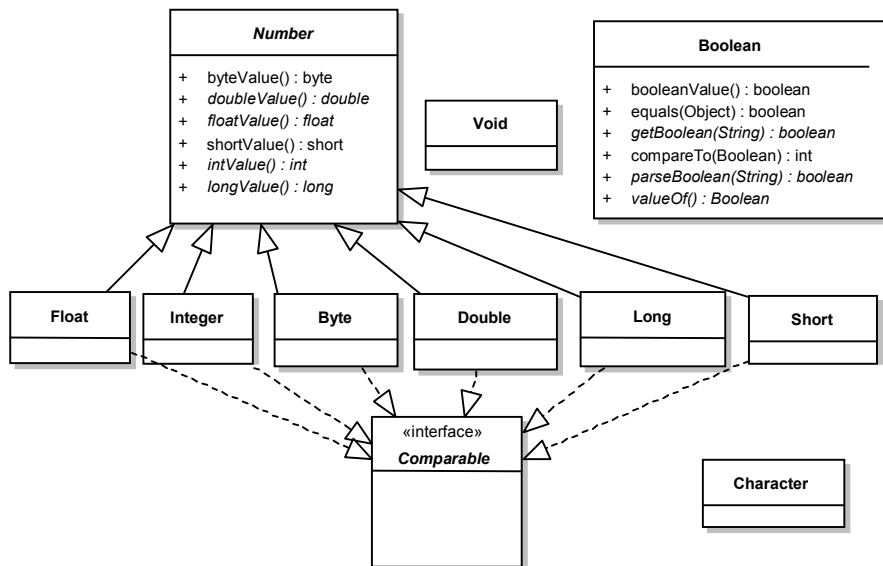 Number
+ byteValue() : byte
+ doubleValue() : double
+ floatValue() : float
+ shortValue() : short
+ intValue() : int
+ longValue() : long
Void
Boolean
+ booleanValue() : boolean
+ equals(Object) : boolean
+ getBoolean(String) : boolean
+ compareTo(Boolean) : int
+ parseBoolean(String) : boolean
+ valueOf() : Boolean
Float
Integer
Byte
Double
Long
Short
«interface»
Comparable
Character